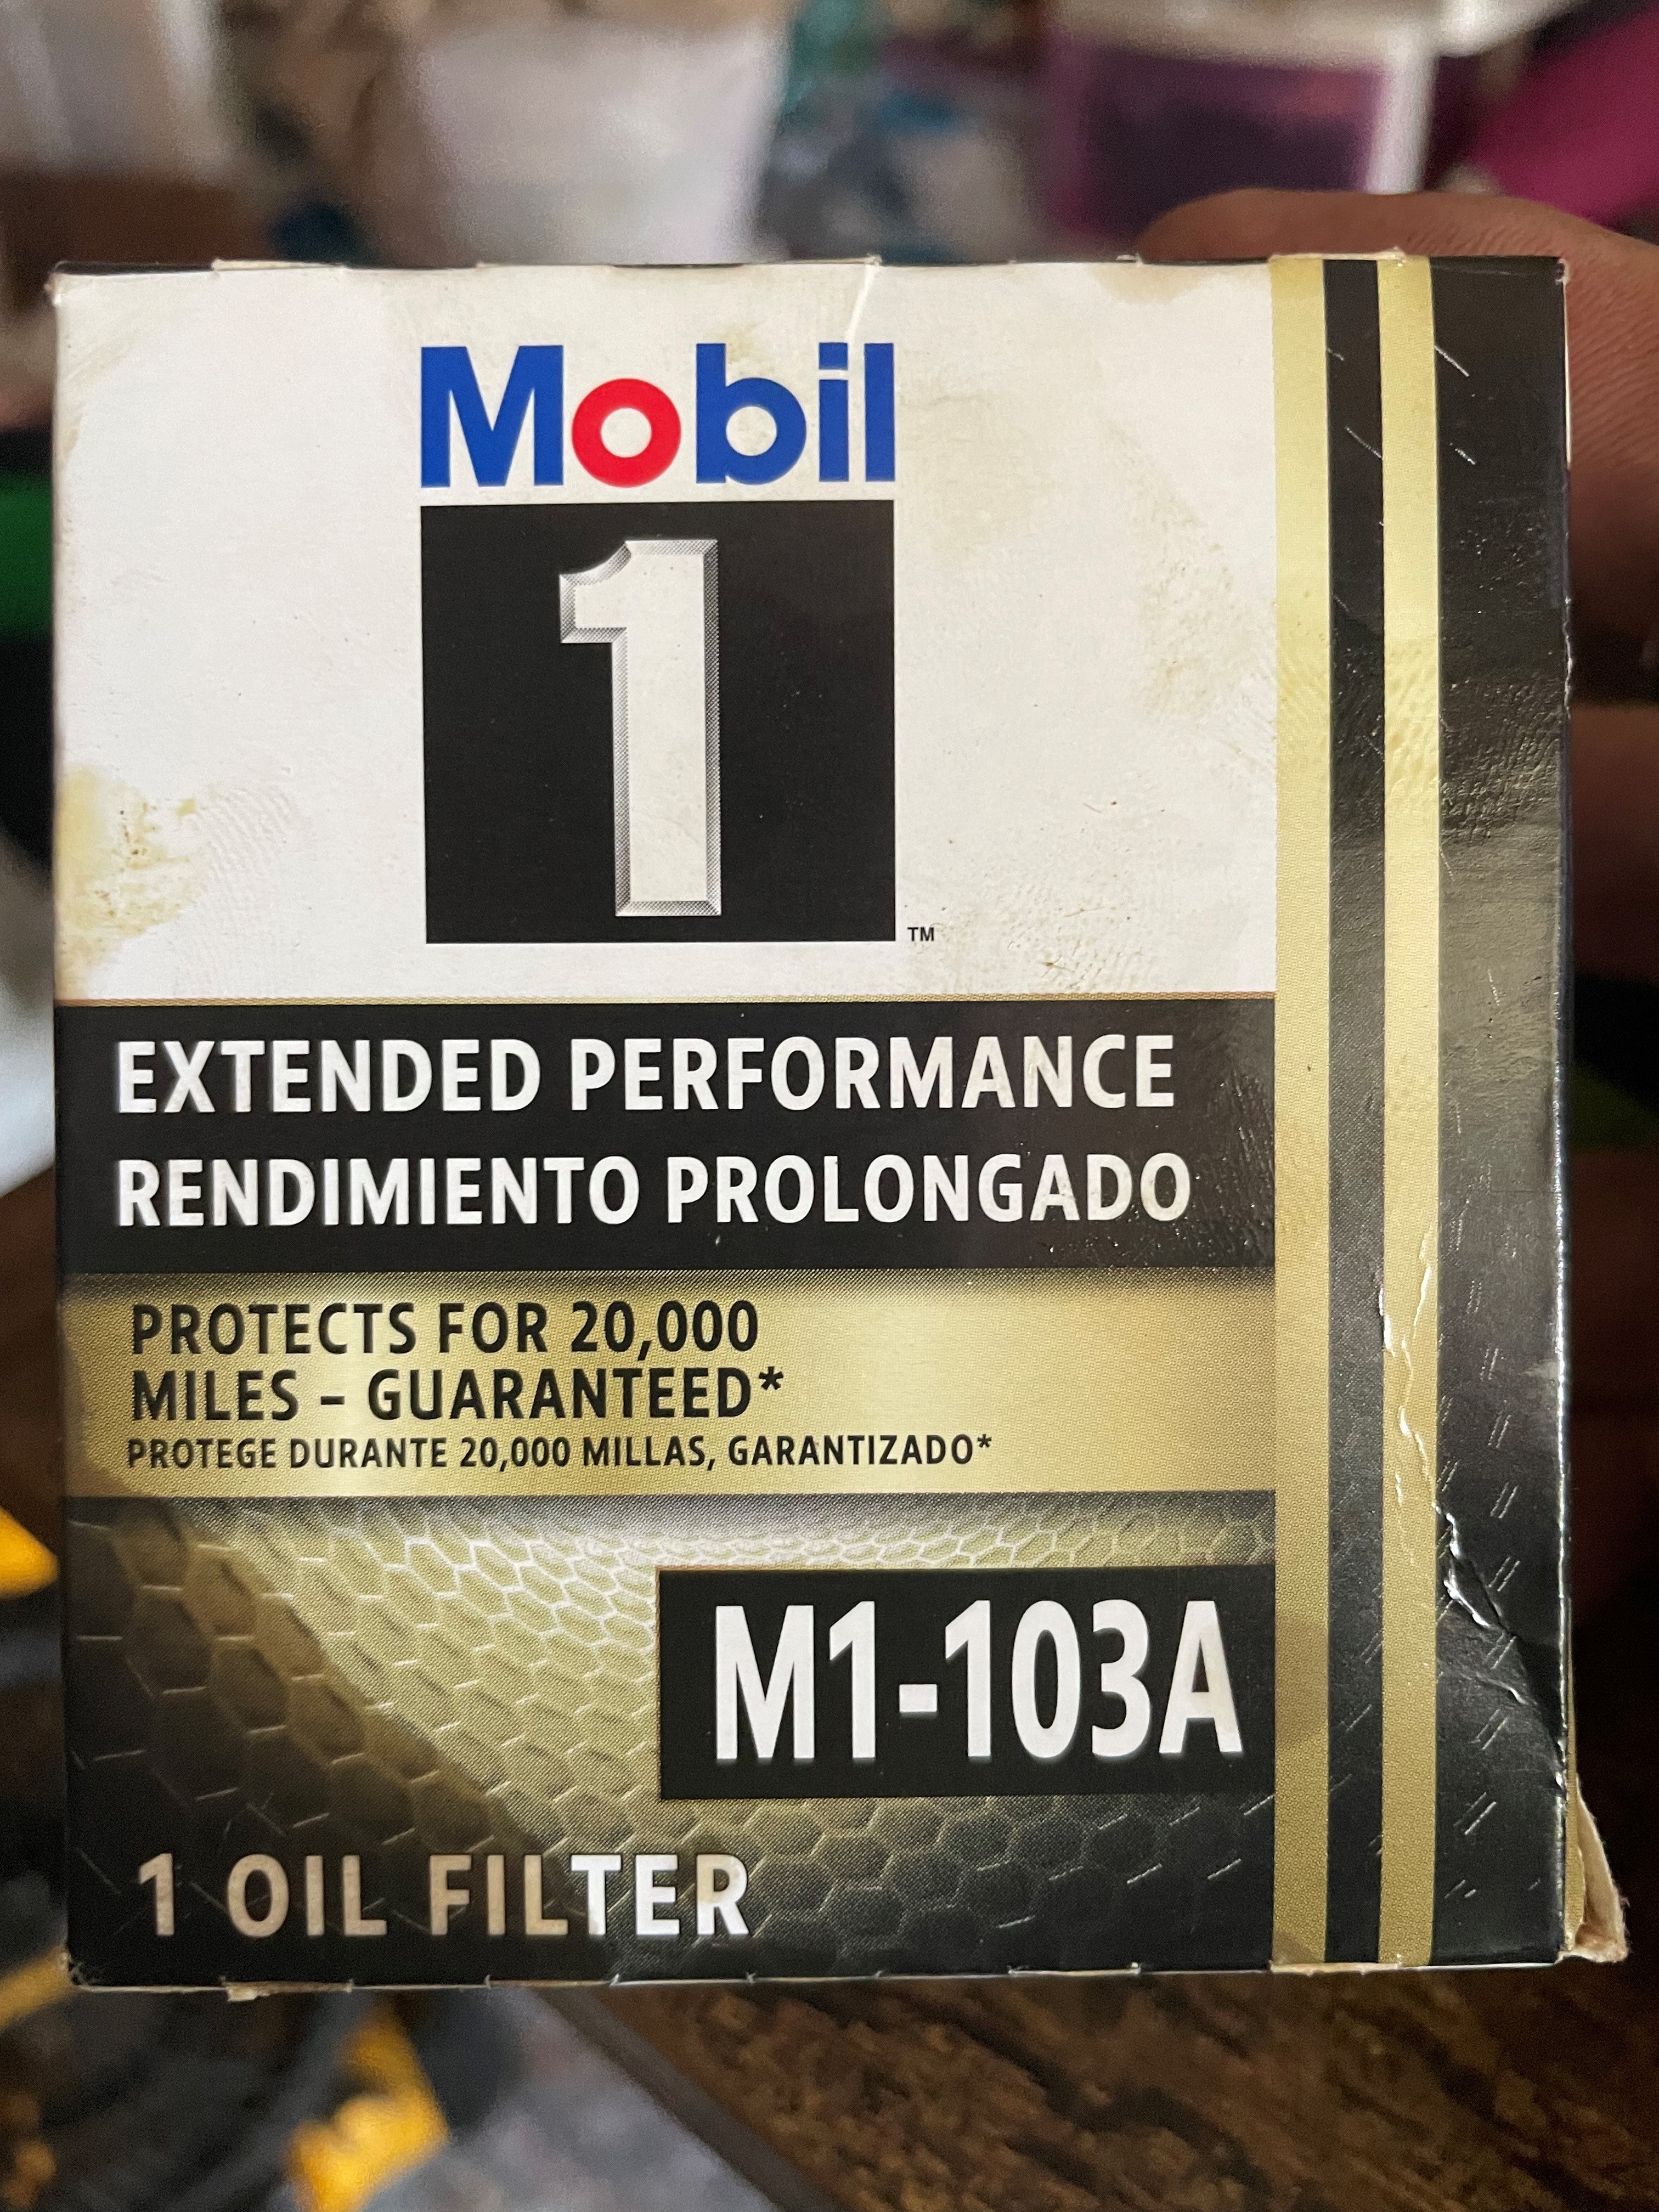 Mobil
1
TM
EXTENDED PERFORMANCE
RENDIMIENTO PROLONGADO
PROTECTS FOR 20,000
MILES – GUARANTEED*
PROTEGE DURANTE 20,000 MILLAS, GARANTIZADO*
M1-103A
1 OIL FILTER